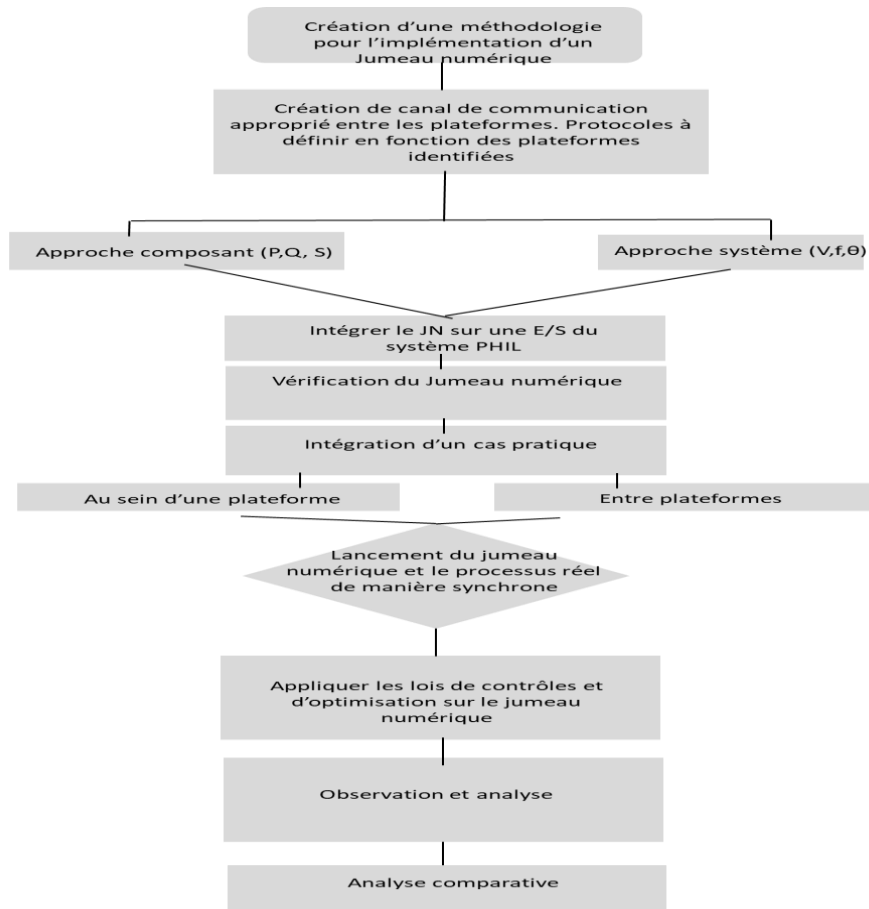 Création d'une méthodologie
pour l'implémentation d'un
Jumeau numérique
Création de canal de communication
approprié entre les plateformes. Protocoles à
définir en fonction des plateformes
identifiées
Approche composant (P,Q, S)
Approche système (V,f,θ)
Intégrer le JN sur une E/S du
système PHIL
Vérification du Jumeau numérique
Intégration d'un cas pratique
Au sein d'une plateforme
Entre plateformes
Lancement du jumeau
numérique et le processus réel
de manière synchrone
Appliquer les lois de contrôles et
d'optimisation sur le jumeau
numérique
Observation et analyse
Analyse comparative